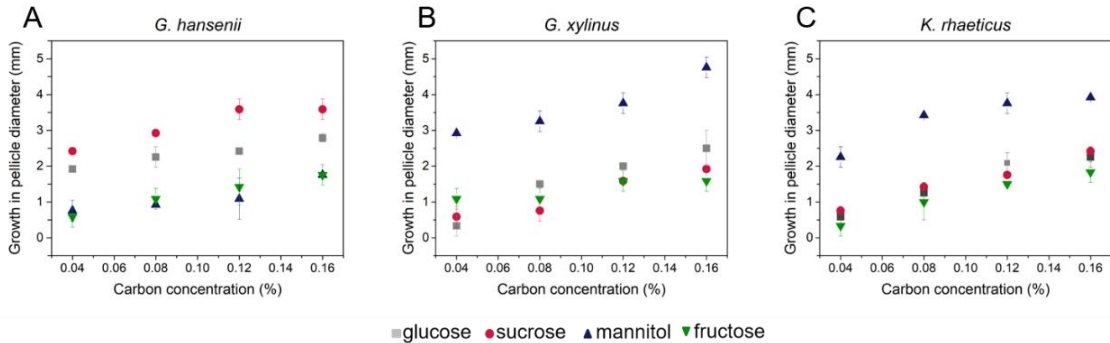 A
G. hansenii
Growth in pellicle diameter (mm)
5
4
3
2
1
0
0.04 0.06 0.08 0.10 0.12 0.14 0.16
Carbon concentration (%)
B
G. xylinus
Growth in pellicle diameter (mm)
5
4
3
2
1
0
0.04 0.06 0.08 0.10 0.12 0.14 0.16
Carbon concentration (%)
C
K. rhaeticus
Growth in pellicle diameter (mm)
5
4
3
2
1
0
0.04 0.06 0.08 0.10 0.12 0.14 0.16
Carbon concentration (%)
glucose sucrose mannitol fructose